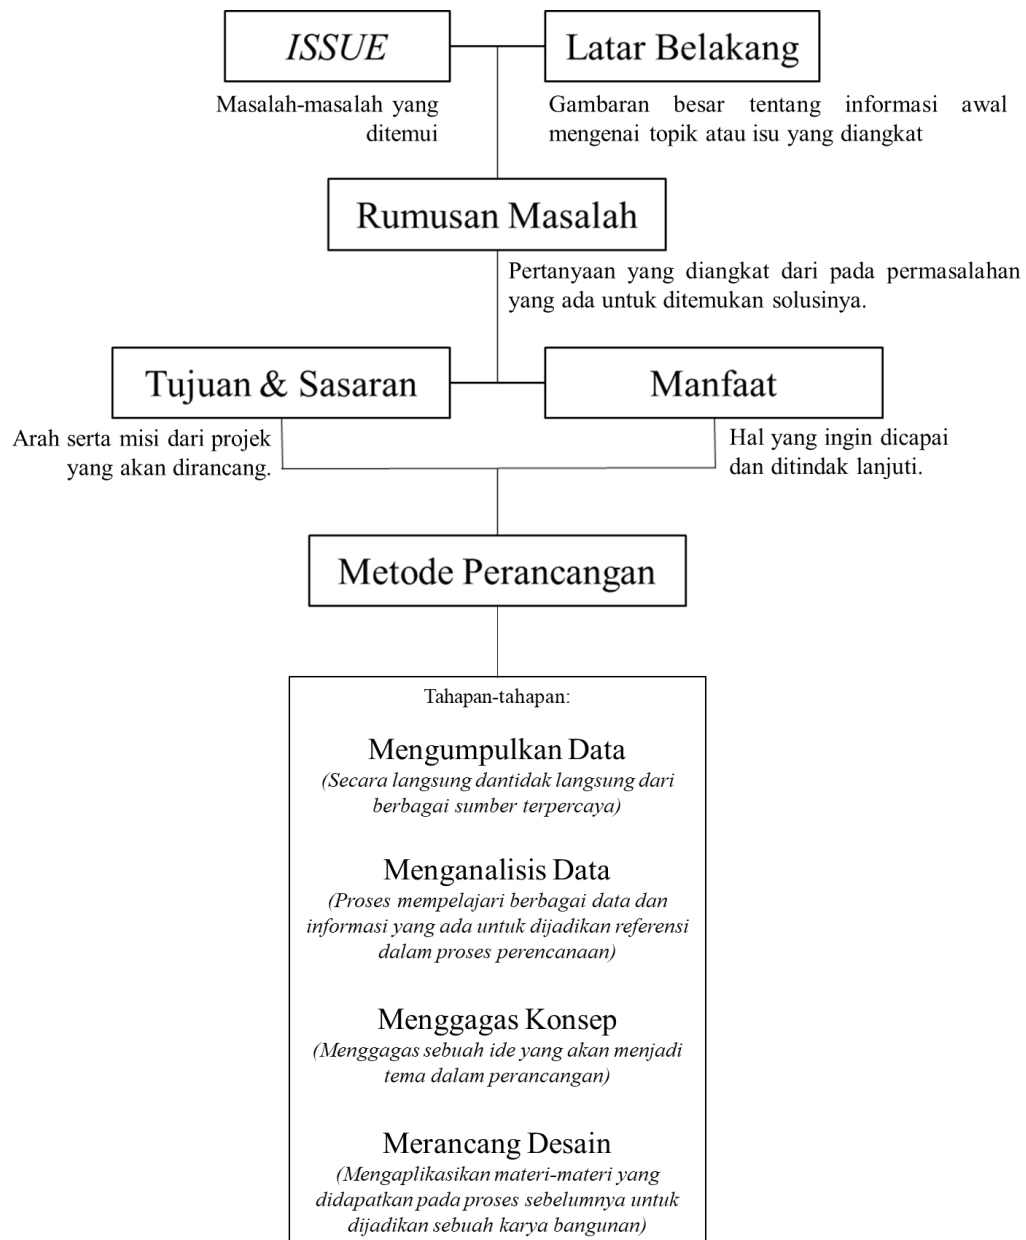 ISSUE
Latar Belakang
Masalah-masalah yang
ditemui
Gambaran besar tentang informasi awal
mengenai topik atau isu yang diangkat
Rumusan Masalah
Pertanyaan yang diangkat dari pada permasalahan
yang ada untuk ditemukan solusinya.
Tujuan & Sasaran
Manfaat
Arah serta misi dari projek
yang akan dirancang.
Hal yang ingin dicapai
dan ditindak lanjuti.
Metode Perancangan
Tahapan-tahapan:
Mengumpulkan Data
(Secara langsung dantidak langsung dari
berbagai sumber terpercaya)
Menganalisis Data
(Proses mempelajari berbagai data dan
informasi yang ada untuk dijadikan referensi
dalam proses perencanaan)
Menggagas Konsep
(Menggagas sebuah ide yang akan menjadi
tema dalam perancangan)
Merancang Desain
(Mengaplikasikan materi-materi yang
didapatkan pada proses sebelumnya untuk
dijadikan sebuah karya bangunan)